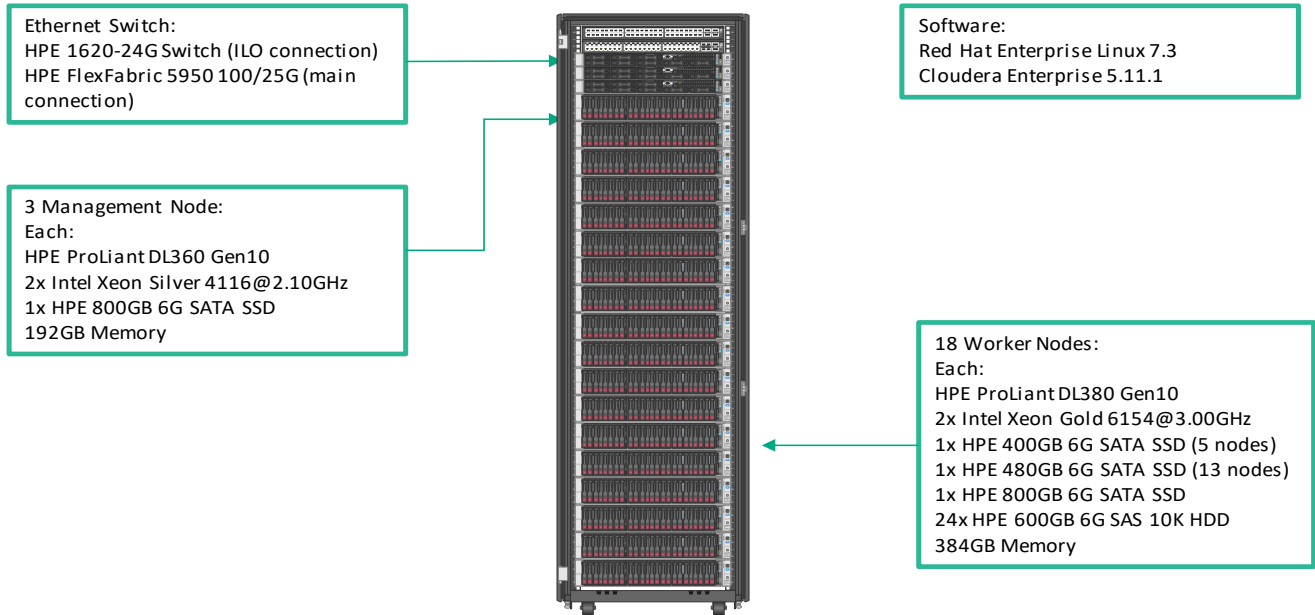 Ethernet Switch:
HPE 1620-24G Switch (ILO connection)
HPE FlexFabric 5950 100/25G (main
connection)
Software:
Red Hat Enterprise Linux 7.3
Cloudera Enterprise 5.11.1
3 Management Node:
Each:
HPE ProLiant DL360 Gen10
2x Intel Xeon Silver 4116@2.10GHz
1x HPE 800GB 6G SATA SSD
192GB Memory
18 Worker Nodes:
Each:
HPE ProLiant DL380 Gen10
2x Intel Xeon Gold 6154@3.00GHz
1x HPE 400GB 6G SATA SSD (5 nodes)
1x HPE 480GB 6G SATA SSD (13 nodes)
1x HPE 800GB 6G SATA SSD
24x HPE 600GB 6G SAS 10K HDD
384GB Memory